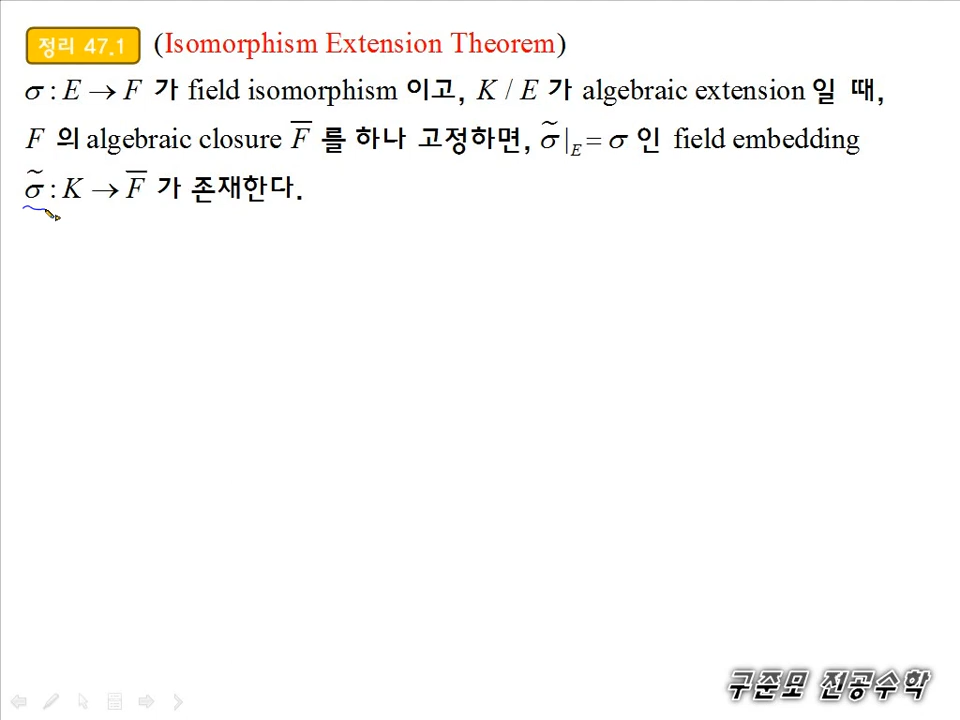 정리 47.1 (Isomorphism Extension Theorem)
σ : E → F 가 field isomorphism 이고, K / E 가 algebraic extension 일 때,
F 의 algebraic closure F̅ 를 하나 고정하면, σ̃ |_E = σ 인 field embedding
σ̃ : K → F̅ 가 존재한다.
구준모 전공수학